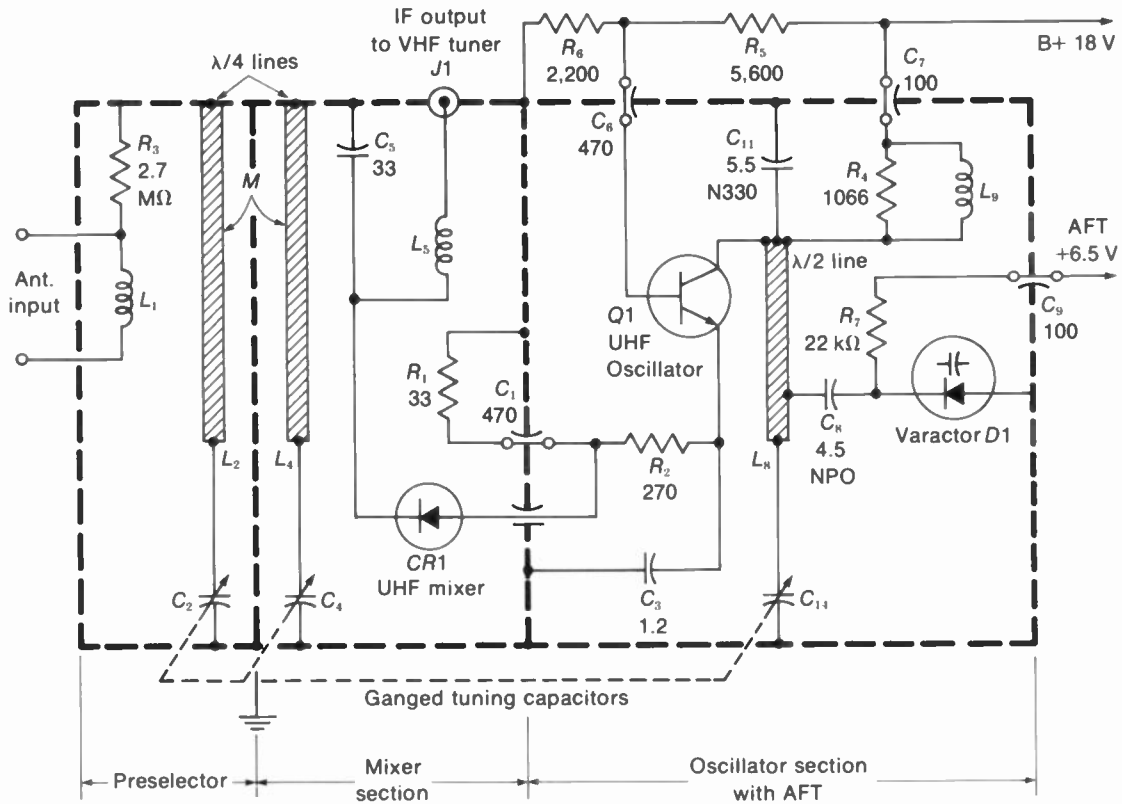 IF output
to VHF tuner
J1
λ/4 lines
R6
2,200
R5
5,600
C7
100
B+ 18 V
R3
2.7
MΩ
M
C5
33
C6
470
C11
5.5
N330
R4
1066
L9
L5
Ant.
input
L1
Q1
UHF
Oscillator
λ/2 line
AFT
+6.5 V
R7
22 kΩ
C9
100
R1
33
C1
470
L2
L4
R2
270
L8
C8
4.5
NPO
Varactor D1
CR1
UHF mixer
C2
C4
C3
1.2
C14
Ganged tuning capacitors
Preselector
Mixer
section
Oscillator section
with AFT